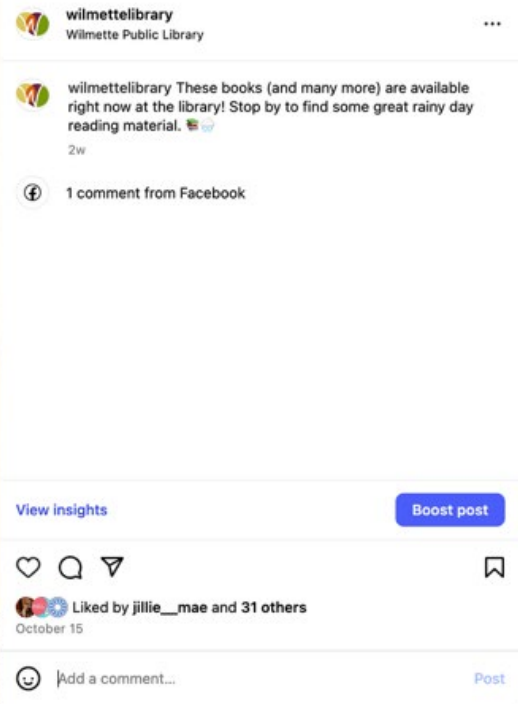 wilmettelibrary
Wilmette Public Library
wilmettelibrary These books (and many more) are available
right now at the library! Stop by to find some great rainy day
reading material. 📚🌧️
2w
1 comment from Facebook
View insights
Boost post
Liked by jillie__mae and 31 others
October 15
Add a comment...
Post